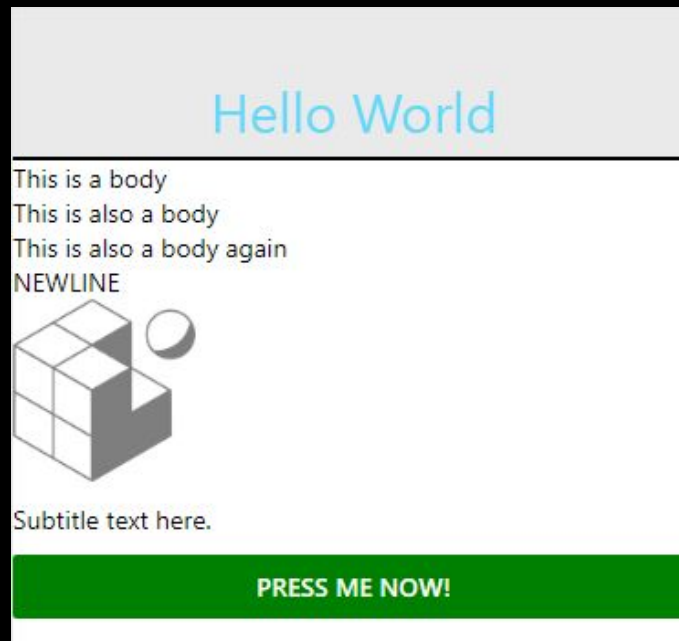 Hello World
This is a body
This is also a body
This is also a body again
NEWLINE
Subtitle text here.
PRESS ME NOW!